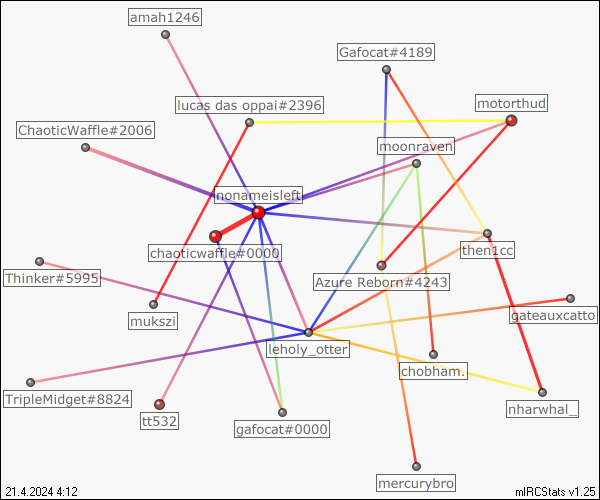 amah1246
Gafocat#4189
lucas das oppai#2396
motorthud
ChaoticWaffle#2006
moonraven
nonameisleft
chaoticwaffle#0000
then1cc
Thinker#5995
Azure Reborn#4243
mukszi
gateauxcatto
leholy_otter
chobham.
TripleMidget#8824
nharwhal_.
tt532
gafocat#0000
mercurybro
21.4.2024 4:12
mIRCStats v1.25